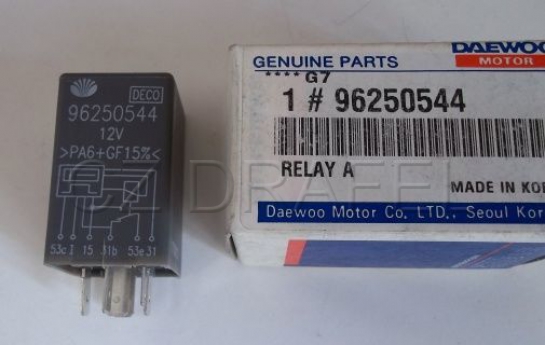 DECO
96250544
12V
>PA6+GF15%<
53c I 15 31b 53e 31
GENUINE PARTS
DAEWOO
MOTOR
****G7
1 # 96250544
RELAY A
MADE IN KOR
Daewoo Motor Co. LTD., Seoul Kor